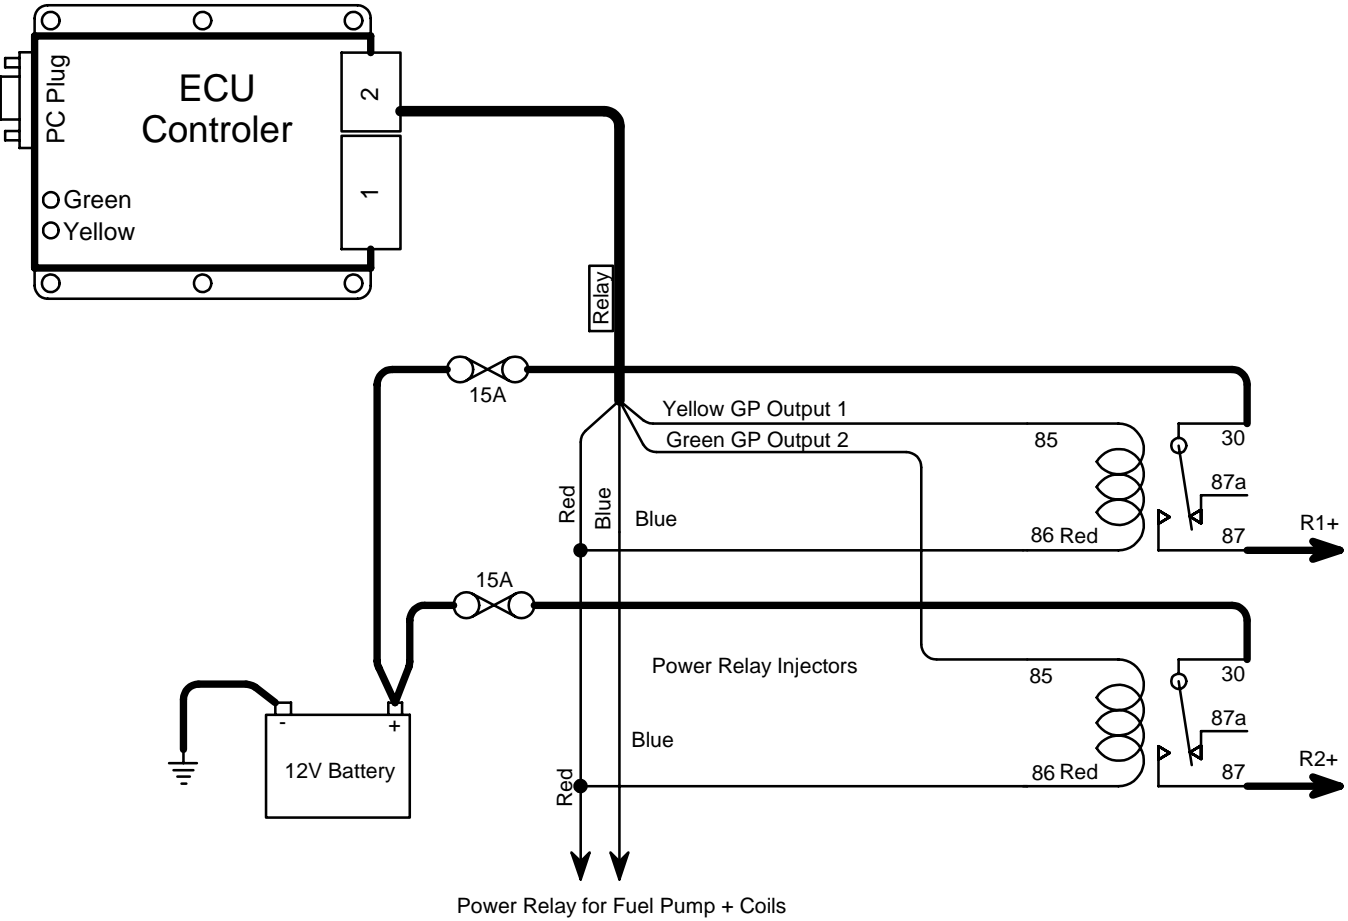 PC Plug
ECU
Controler
2
1
Green
Yellow
Relay
15A
Yellow GP Output 1
Green GP Output 2
85
30
87a
Red
Blue
Blue
86 Red
87
R1+
15A
Power Relay Injectors
85
30
87a
Blue
- +
12V Battery
Red
86 Red
87
R2+
Power Relay for Fuel Pump + Coils